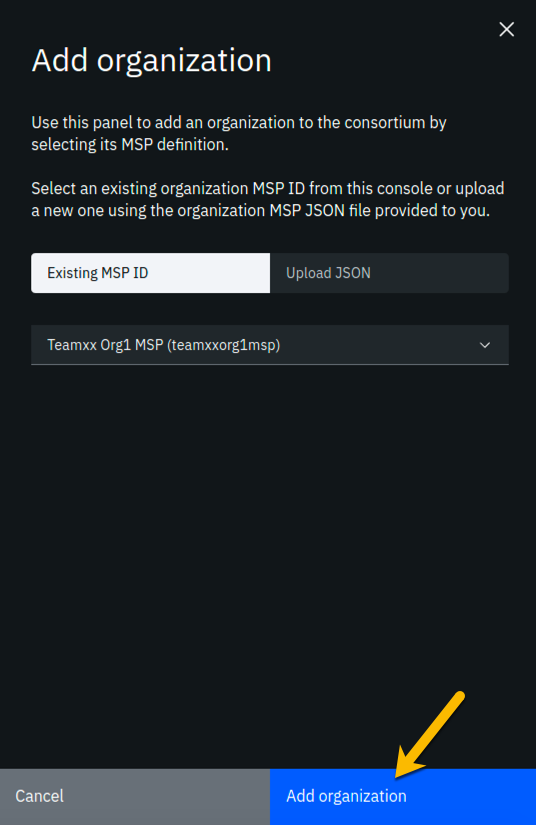 Add organization
Use this panel to add an organization to the consortium by
selecting its MSP definition.
Select an existing organization MSP ID from this console or upload
a new one using the organization MSP JSON file provided to you.
Existing MSP ID
Upload JSON
Teamxx Org1 MSP (teamxxorg1msp)
Cancel
Add organization